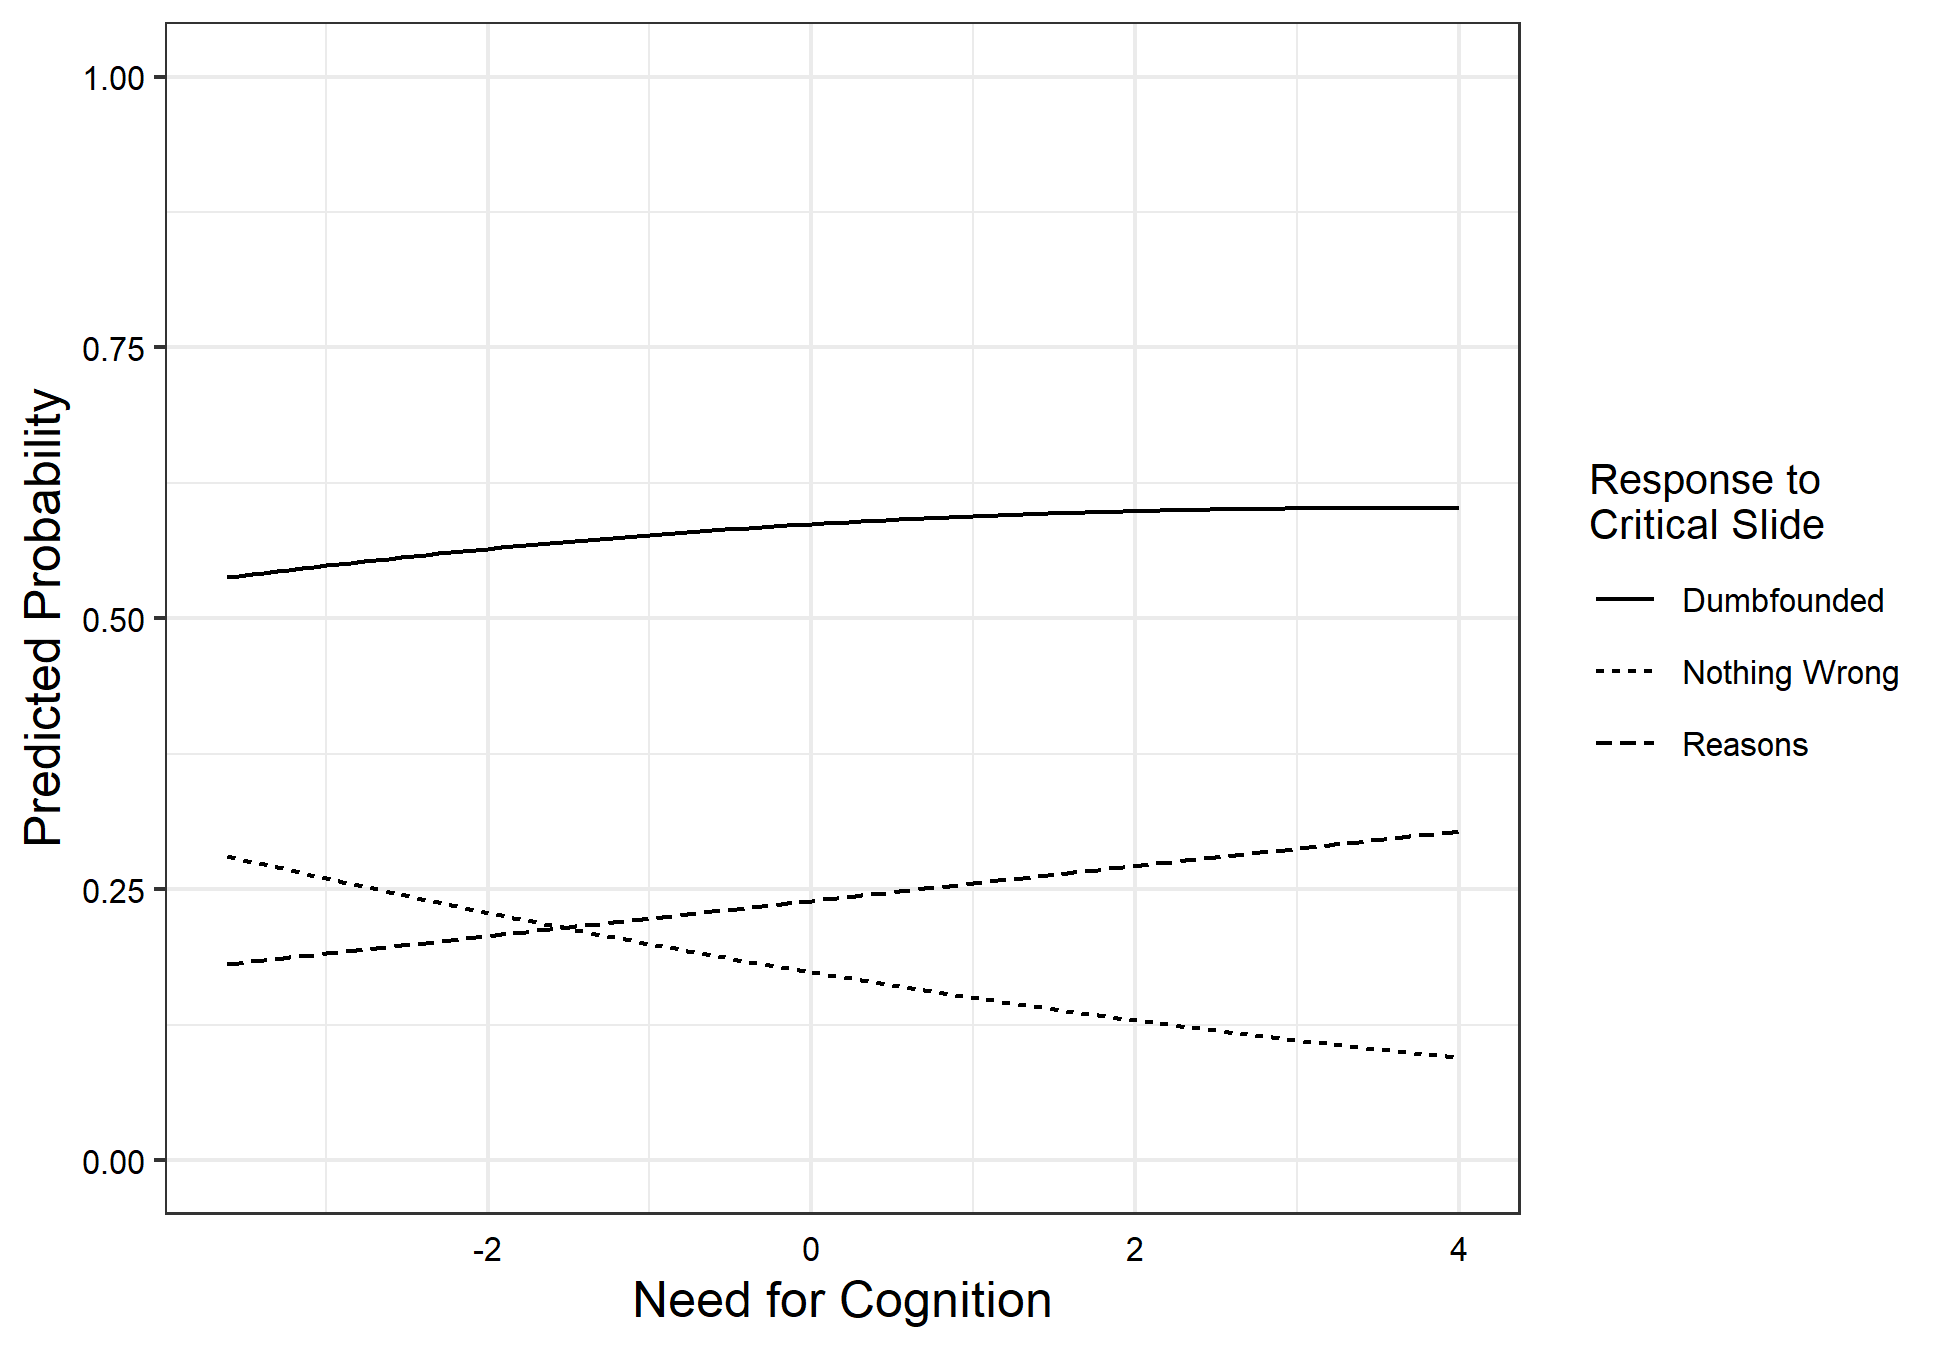 1.00
0.75
0.50
0.25
0.00
Predicted Probability
-2 0 2 4
Need for Cognition
Response to
Critical Slide
Dumbfounded
Nothing Wrong
Reasons